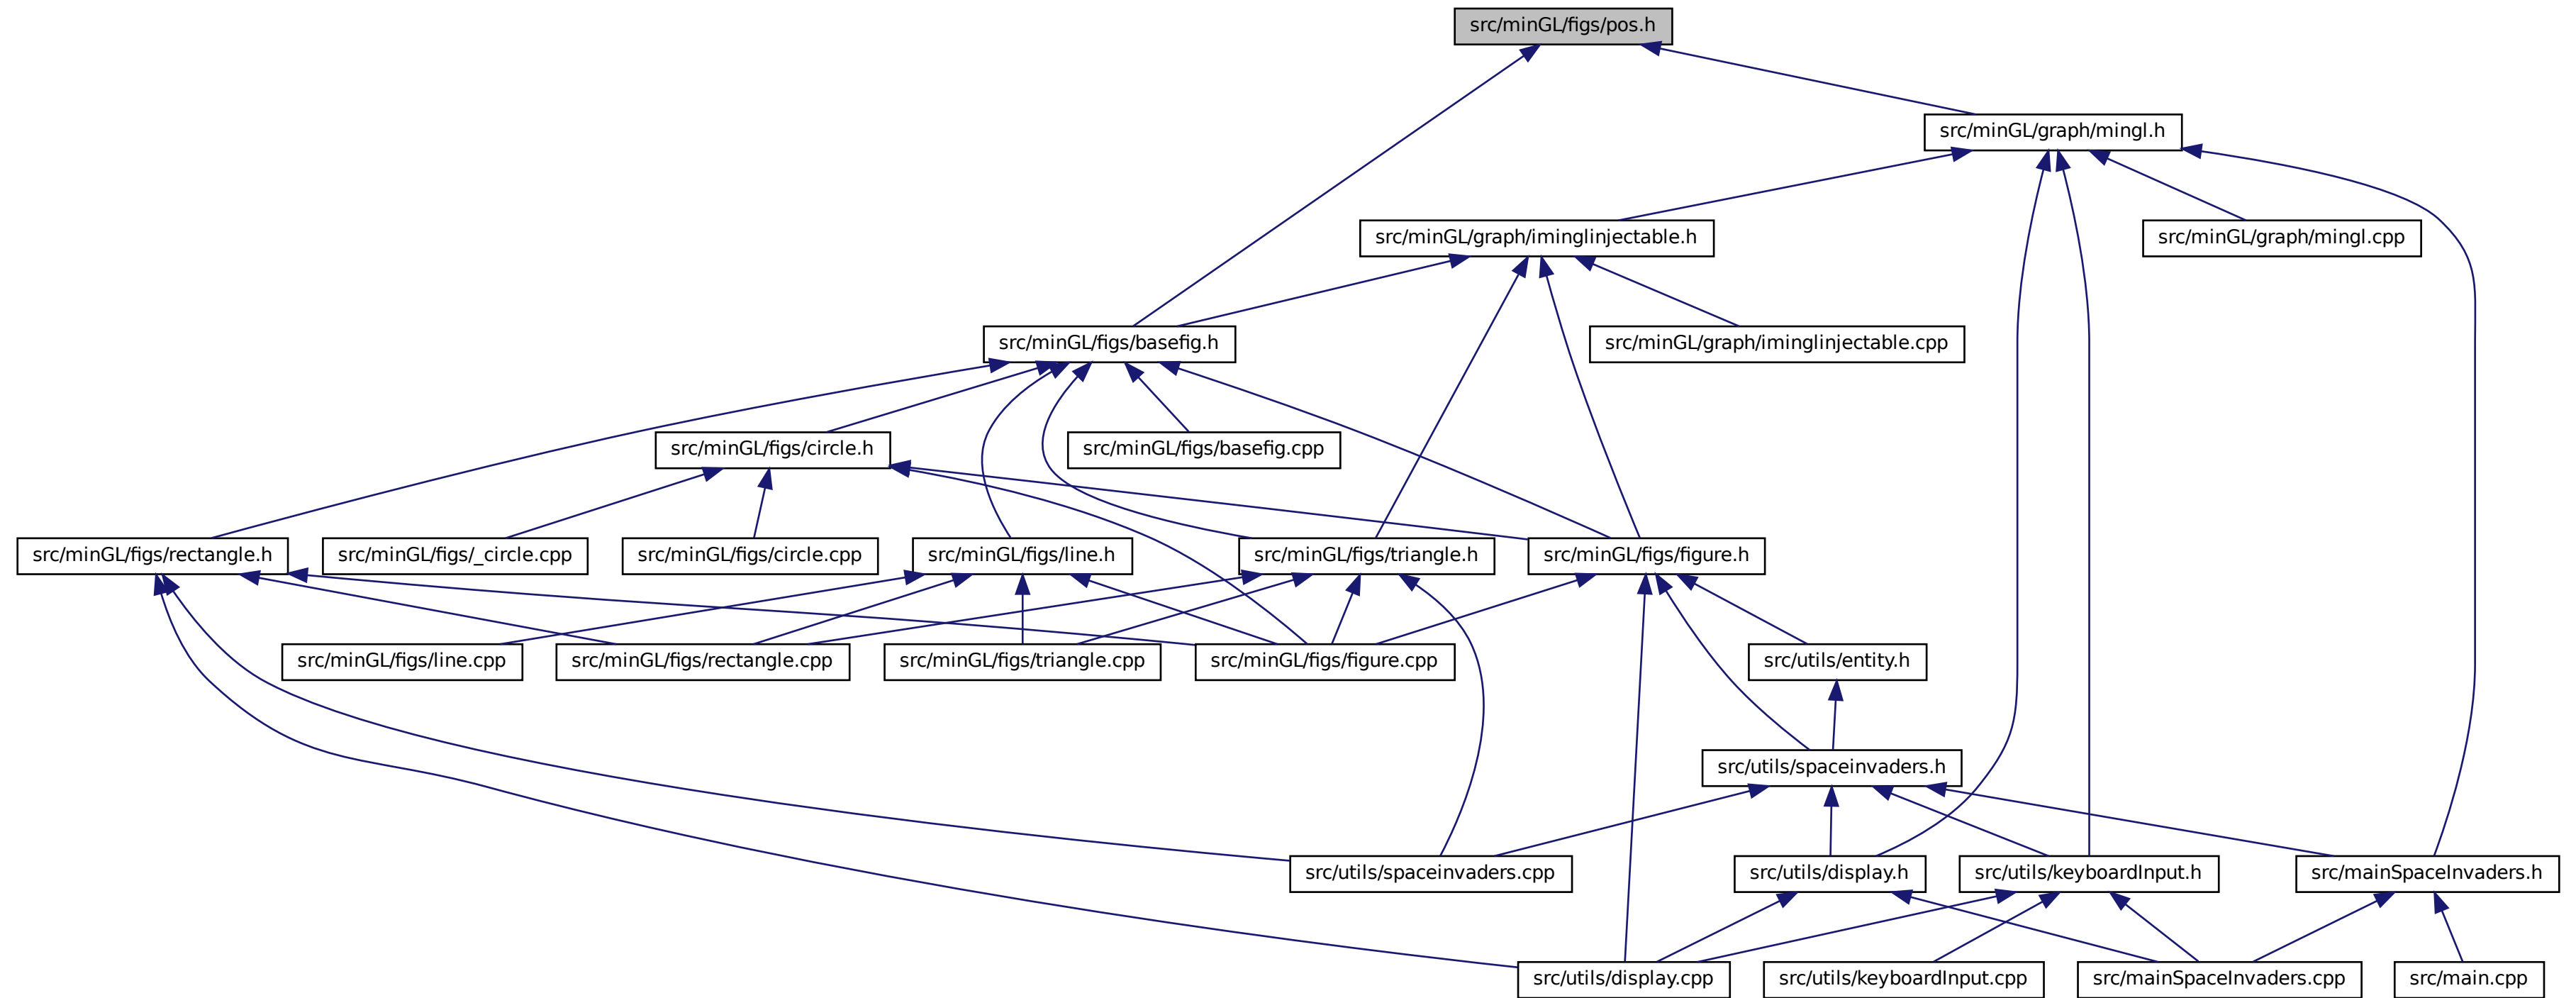 src/minGL/figs/pos.h
src/minGL/graph/mingl.h
src/minGL/graph/iminglinjectable.h
src/minGL/graph/mingl.cpp
src/minGL/figs/basefig.h
src/minGL/graph/iminglinjectable.cpp
src/minGL/figs/circle.h
src/minGL/figs/basefig.cpp
src/minGL/figs/rectangle.h
src/minGL/figs/_circle.cpp
src/minGL/figs/circle.cpp
src/minGL/figs/line.h
src/minGL/figs/triangle.h
src/minGL/figs/figure.h
src/minGL/figs/line.cpp
src/minGL/figs/rectangle.cpp
src/minGL/figs/triangle.cpp
src/minGL/figs/figure.cpp
src/utils/entity.h
src/utils/spaceinvaders.h
src/utils/spaceinvaders.cpp
src/utils/display.h
src/utils/keyboardInput.h
src/mainSpaceInvaders.h
src/utils/display.cpp
src/utils/keyboardInput.cpp
src/mainSpaceInvaders.cpp
src/main.cpp